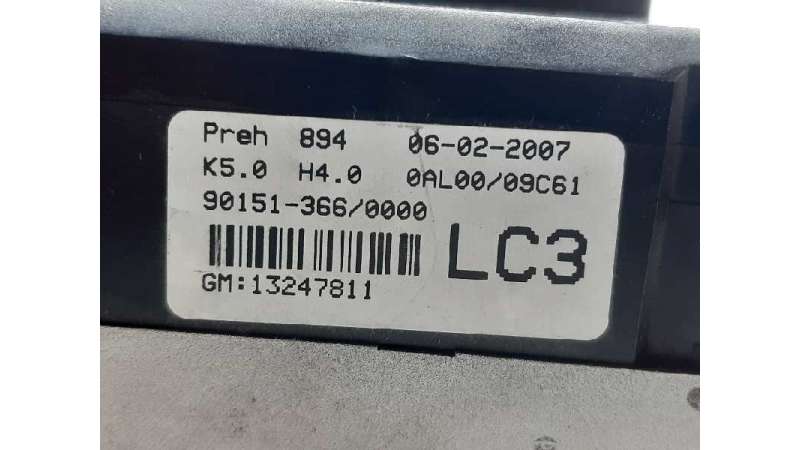 Preh 894 06-02-2007
K5.0 H4.0 0AL00/09C61
90151-366/0000
LC3
GM:13247811